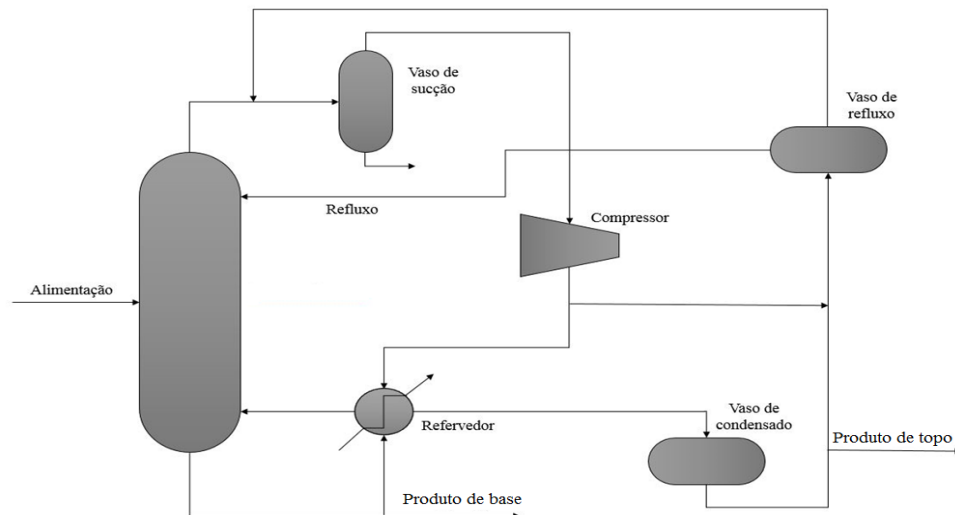 Vaso de
sucção
Vaso de
refluxo
Refluxo
Compressor
Alimentação
Refervedor
Vaso de
condensado
Produto de topo
Produto de base